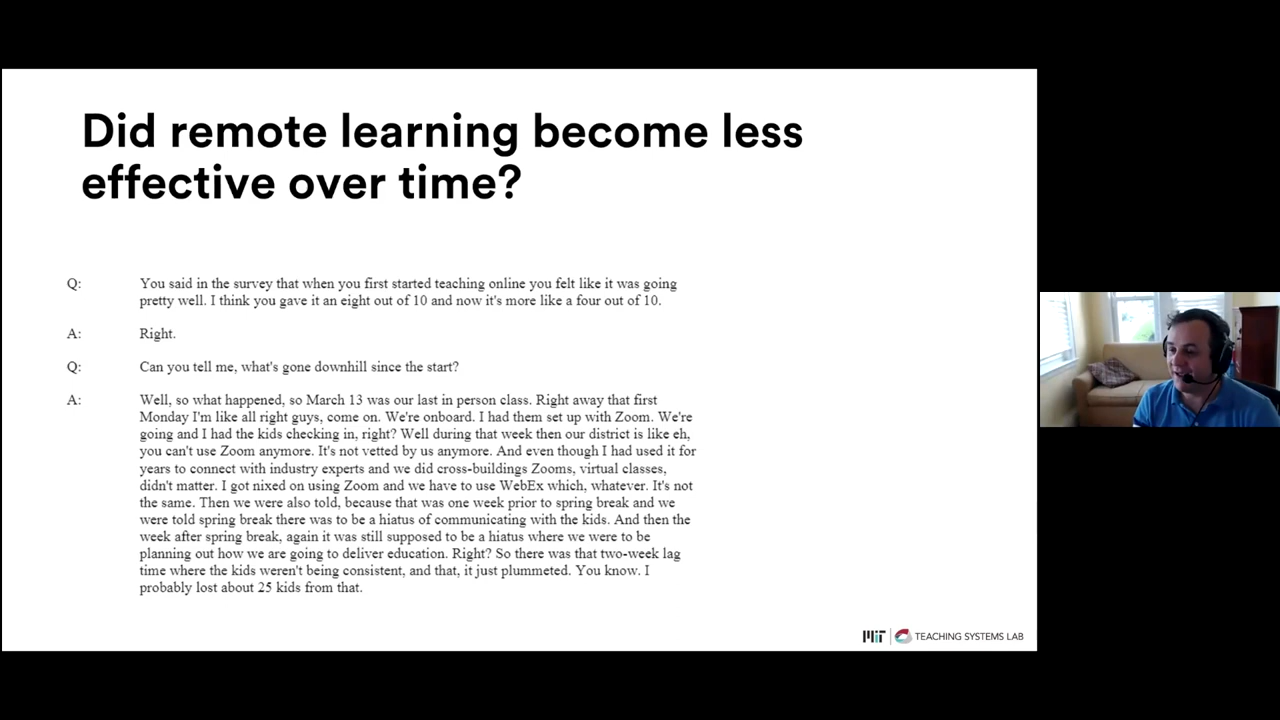 Did remote learning become less
effective over time?
Q: You said in the survey that when you first started teaching online you felt like it was going
pretty well. I think you gave it an eight out of 10 and now it's more like a four out of 10.
A: Right.
Q: Can you tell me, what's gone downhill since the start?
A: Well, so what happened, so March 13 was our last in person class. Right away that first
Monday I'm like all right guys, come on. We're onboard. I had them set up with Zoom. We're
going and I had the kids checking in, right? Well during that week then our district is like eh,
you can't use Zoom anymore. It's not vetted by us anymore. And even though I had used it for
years to connect with industry experts and we did cross-buildings Zooms, virtual classes,
didn't matter. I got nixed on using Zoom and we have to use WebEx which, whatever. It's not
the same. Then we were also told, because that was one week prior to spring break and we
were told spring break there was to be a hiatus of communicating with the kids. And then the
week after spring break, again it was still supposed to be a hiatus where we were to be
planning out how we are going to deliver education. Right? So there was that two-week lag
time where the kids weren't being consistent, and that, it just plummeted. You know. I
probably lost about 25 kids from that.
MIT TEACHING SYSTEMS LAB